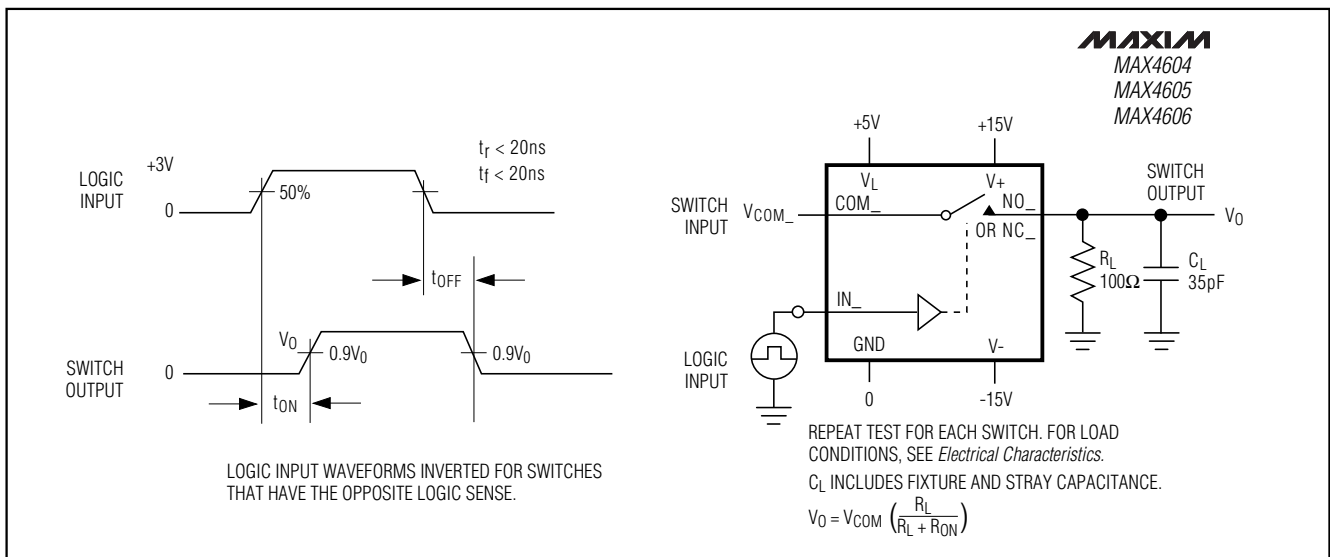 MAXIM
MAX4604
MAX4605
MAX4606
LOGIC
INPUT
+3V
0
50%
tr < 20ns
tf < 20ns
tOFF
SWITCH
OUTPUT
VO
0
0.9V0
0.9V0
tON
LOGIC INPUT WAVEFORMS INVERTED FOR SWITCHES
THAT HAVE THE OPPOSITE LOGIC SENSE.
+5V
+15V
VL
V+
SWITCH
INPUT
VCOM_
COM_
NO_
OR NC_
SWITCH
OUTPUT
VO
RL
100Ω
CL
35pF
IN_
LOGIC
INPUT
GND
V-
0
-15V
REPEAT TEST FOR EACH SWITCH. FOR LOAD
CONDITIONS, SEE Electrical Characteristics.
CL INCLUDES FIXTURE AND STRAY CAPACITANCE.
VO = VCOM (RL / RL + RON)